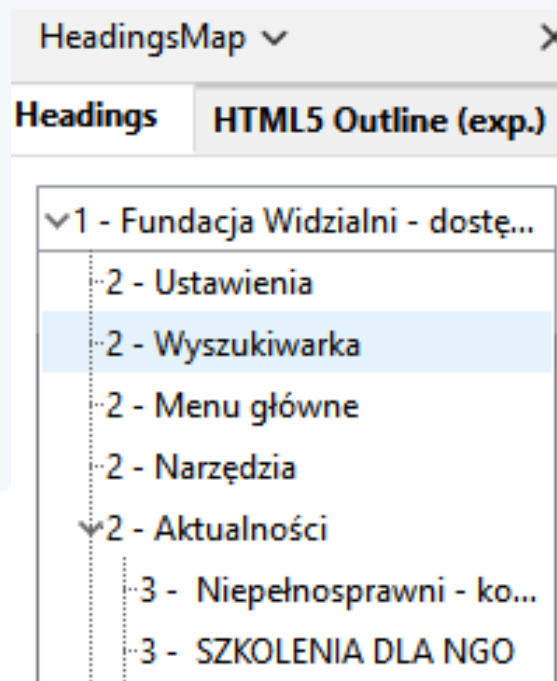 HeadingsMap
Headings HTML5 Outline (exp.)
1 - Fundacja Widzialni - dostę...
2 - Ustawienia
2 - Wyszukiwarka
2 - Menu główne
2 - Narzędzia
2 - Aktualności
3 - Niepełnosprawni - ko...
3 - SZKOLENIA DLA NGO